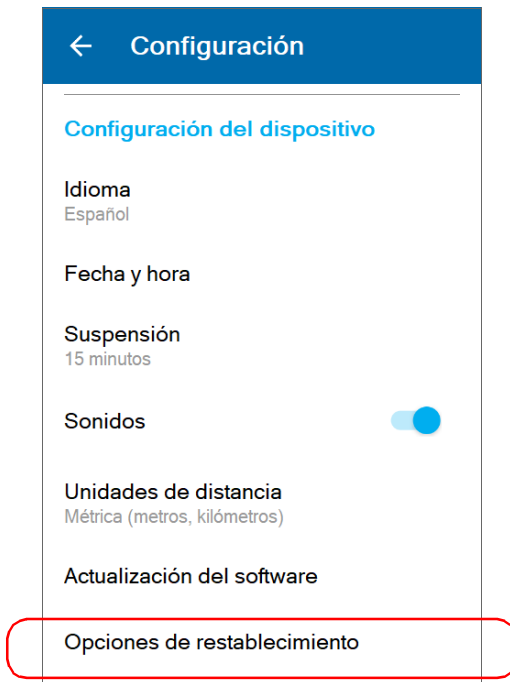 Configuración
Configuración del dispositivo
Idioma
Español
Fecha y hora
Suspensión
15 minutos
Sonidos
Unidades de distancia
Métrica (metros, kilómetros)
Actualización del software
Opciones de restablecimiento